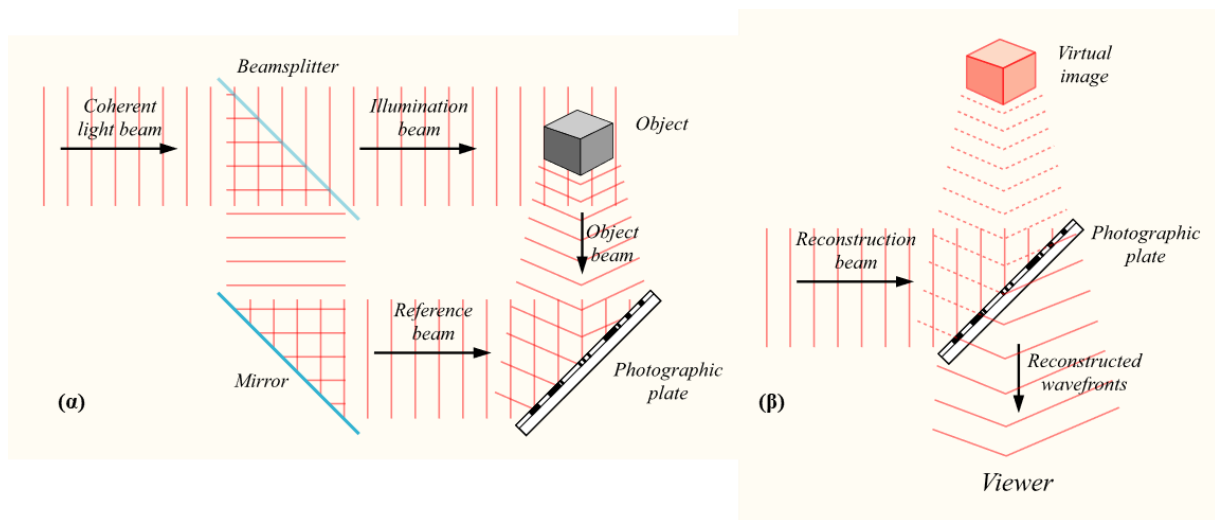 Beamsplitter
Coherent
light beam
Illumination
beam
Object
Object
beam
Reference
beam
Mirror
Photographic
plate
(α)
Virtual
image
Reconstruction
beam
Photographic
plate
Reconstructed
wavefronts
(β)
Viewer